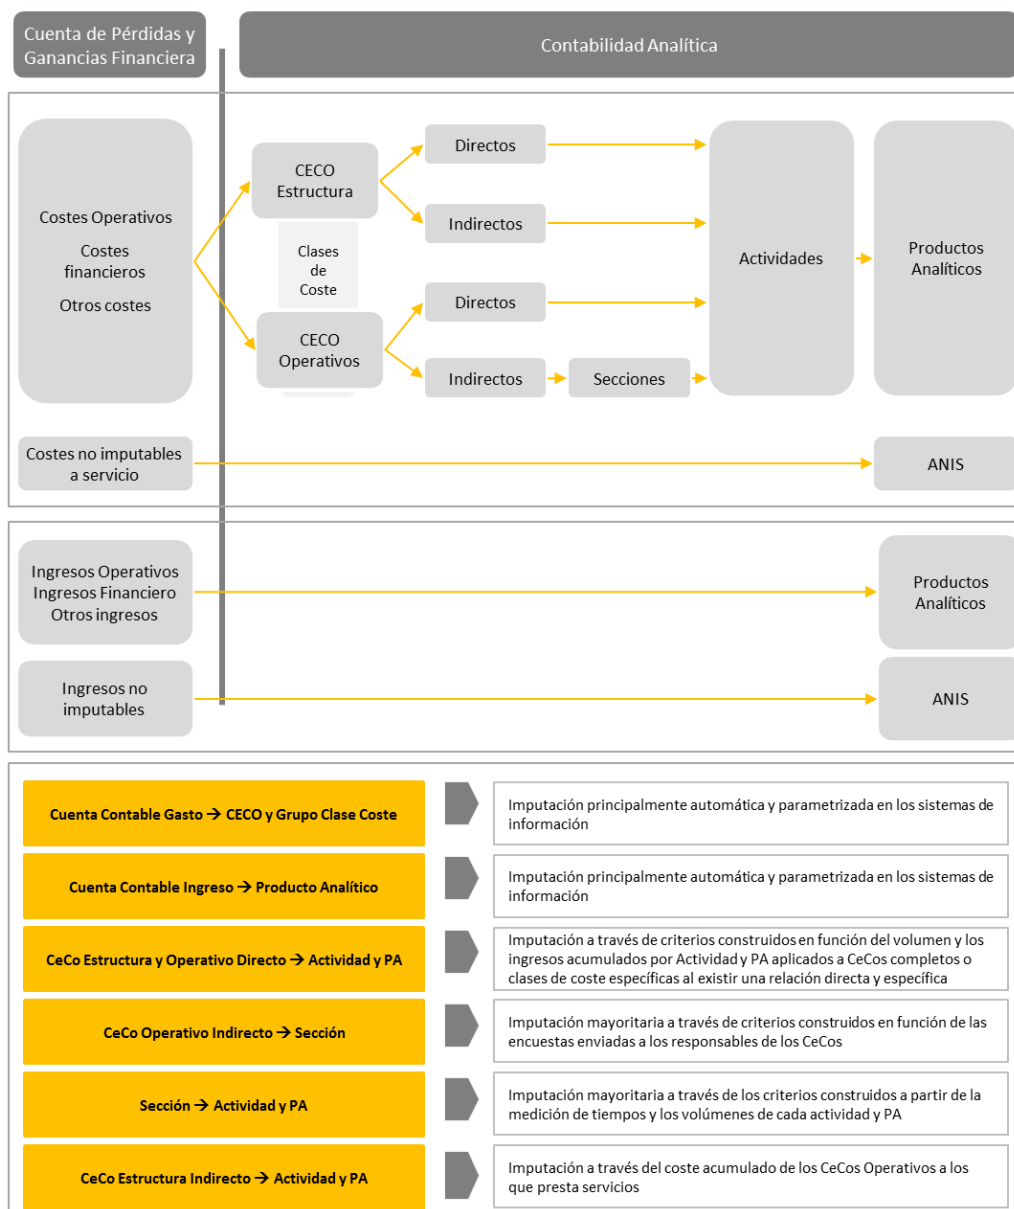 Cuenta de Pérdidas y
Ganancias Financiera
Contabilidad Analítica
Costes Operativos
Costes
financieros
Otros costes
CECO
Estructura
Clases
de
Coste
CECO
Operativos
Directos
Indirectos
Directos
Indirectos
Secciones
Actividades
Productos
Analíticos
Costes no imputables
a servicio
ANIS
Ingresos Operativos
Ingresos Financiero
Otros ingresos
Productos
Analíticos
Ingresos no
imputables
ANIS
Cuenta Contable Gasto → CECO y Grupo Clase Coste
Imputación principalmente automática y parametrizada en los sistemas de
información
Cuenta Contable Ingreso → Producto Analítico
Imputación principalmente automática y parametrizada en los sistemas de
información
CeCo Estructura y Operativo Directo → Actividad y PA
Imputación a través de criterios construidos en función del volumen y los
ingresos acumulados por Actividad y PA aplicados a CeCos completos o
clases de coste específicas al existir una relación directa y específica
CeCo Operativo Indirecto → Sección
Imputación mayoritaria a través de criterios construidos en función de las
encuestas enviadas a los responsables de los CeCos
Sección → Actividad y PA
Imputación mayoritaria a través de los criterios construidos a partir de la
medición de tiempos y los volúmenes de cada actividad y PA
CeCo Estructura Indirecto → Actividad y PA
Imputación a través del coste acumulado de los CeCos Operativos a los
que presta servicios